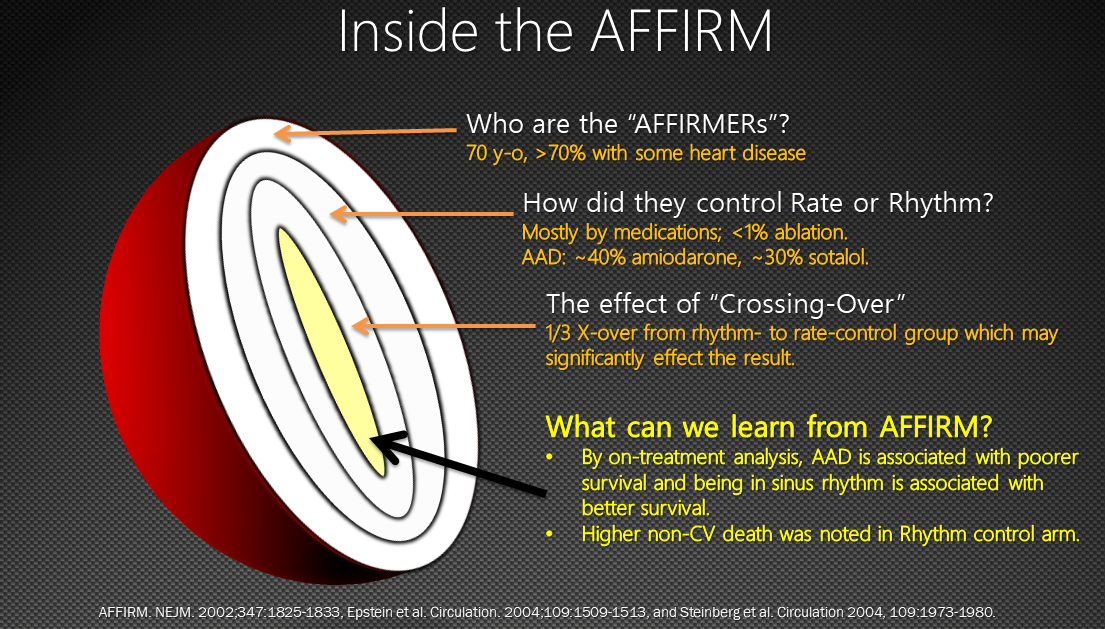 Inside the AFFIRM
Who are the “AFFIRMERs”?
70 y-o, >70% with some heart disease
How did they control Rate or Rhythm?
Mostly by medications; <1% ablation.
AAD: ~40% amiodarone, ~30% sotalol.
The effect of “Crossing-Over”
1/3 X-over from rhythm- to rate-control group which may
significantly effect the result.
What can we learn from AFFIRM?
• By on-treatment analysis, AAD is associated with poorer
survival and being in sinus rhythm is associated with
better survival.
• Higher non-CV death was noted in Rhythm control arm.
AFFIRM. NEJM. 2002;347:1825-1833, Epstein et al. Circulation. 2004;109:1509-1513, and Steinberg et al. Circulation 2004, 109:1973-1980.